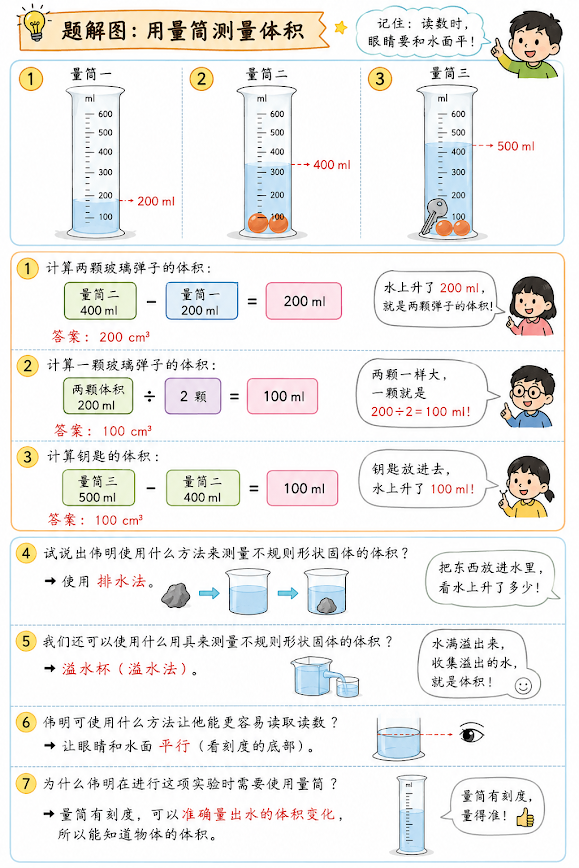 题解图：用量筒测量体积
记住：读数时，
眼睛要和水面平！
1
量筒一
ml
600
500
400
300
200
100
200 ml
2
量筒二
ml
600
500
400
300
200
100
400 ml
3
量筒三
ml
600
500
400
300
200
100
500 ml
1 计算两颗玻璃弹子的体积：
量筒二
400 ml
－
量筒一
200 ml
=
200 ml
答案：200 cm³
水上升了 200 ml，
就是两颗弹子的体积！
2 计算一颗玻璃弹子的体积：
两颗体积
200 ml
÷
2 颗
=
100 ml
答案：100 cm³
两颗一样大，
一颗就是
200÷2=100 ml！
3 计算钥匙的体积：
量筒三
500 ml
－
量筒二
400 ml
=
100 ml
答案：100 cm³
钥匙放进去，
水上升了 100 ml！
4 试说出伟明使用什么方法来测量不规则形状固体的体积？
➜ 使用 排水法。
把东西放进水里，
看水上升了多少！
5 我们还可以使用什么用具来测量不规则形状固体的体积？
➜ 溢水杯（溢水法）。
水满溢出来，
收集溢出的水，
就是体积！
6 伟明可使用什么方法让他能更容易读取读数？
➜ 让眼睛和水面 平行（看刻度的底部）。
7 为什么伟明在进行这项实验时需要使用量筒？
➜ 量筒有刻度，可以准确量出水的体积变化，
所以能知道物体的体积。
ml
量筒有刻度，
量得准！